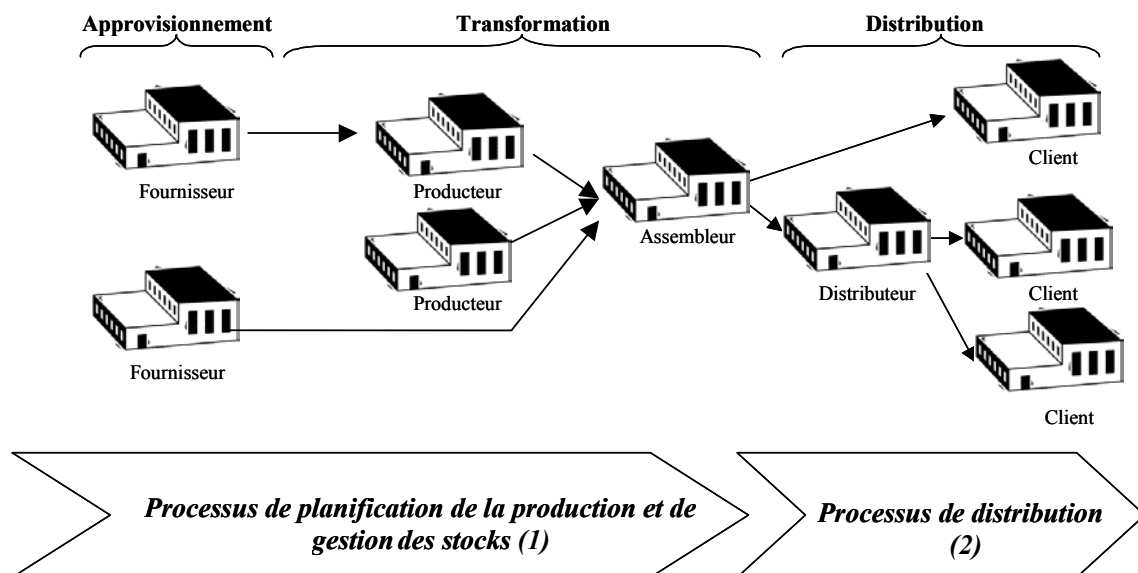 Approvisionnement
Transformation
Distribution
Fournisseur
Producteur
Client
Producteur
Assembleur
Fournisseur
Distributeur
Client
Client
Processus de planification de la production et de
gestion des stocks (1)
Processus de distribution
(2)